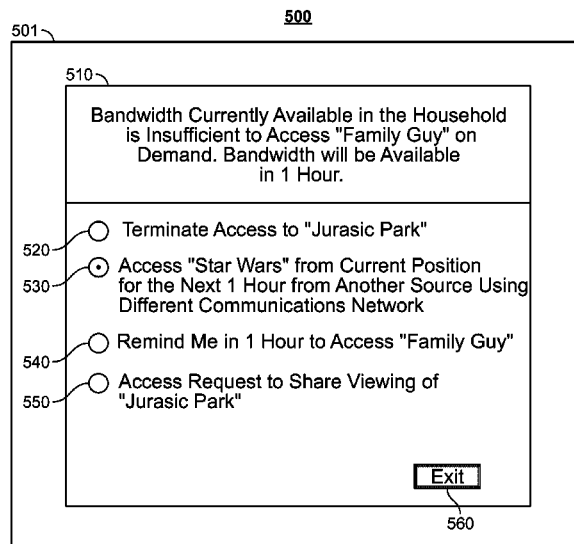 500
501
510
Bandwidth Currently Available in the Household
is Insufficient to Access "Family Guy" on
Demand. Bandwidth will be Available
in 1 Hour.
Terminate Access to "Jurasic Park"
520
Access "Star Wars" from Current Position
530
for the Next 1 Hour from Another Source Using
Different Communications Network
Remind Me in 1 Hour to Access "Family Guy"
540
Access Request to Share Viewing of
550
"Jurasic Park"
Exit
560